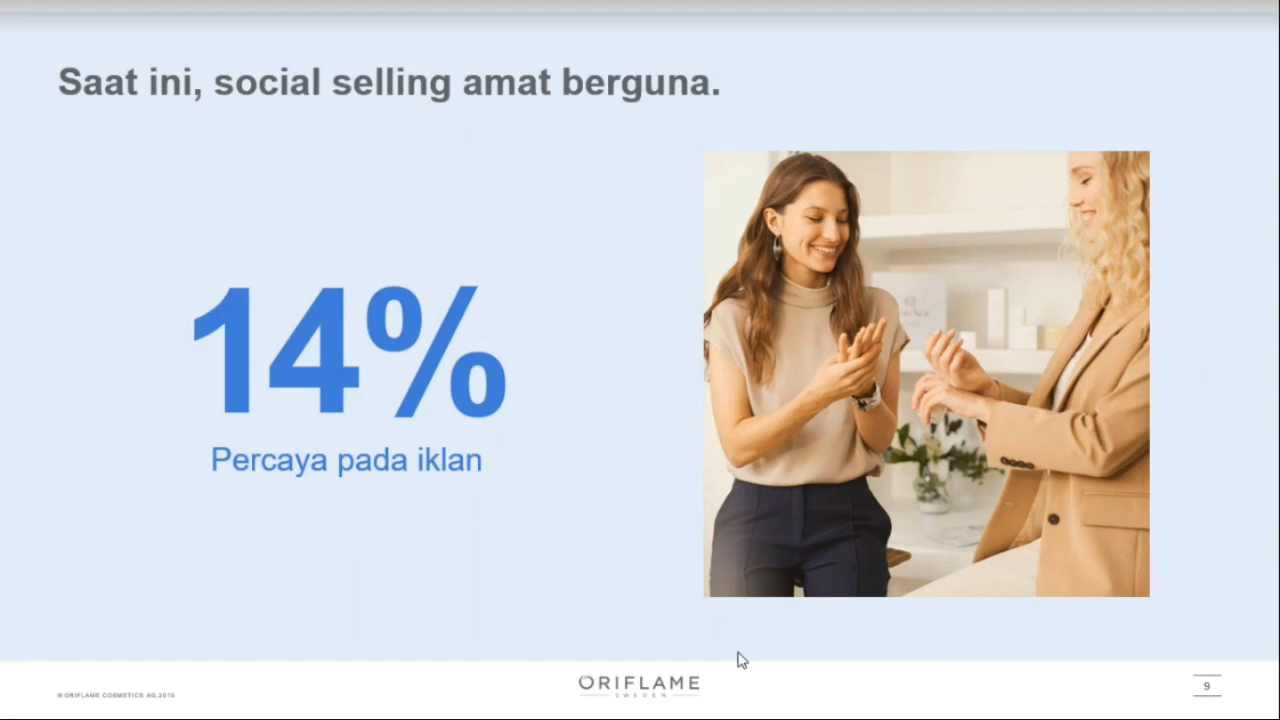 Saat ini, social selling amat berguna.
14%
Percaya pada iklan
© ORIFLAME COSMETICS AG, 2019
ORIFLAME
SWEDEN
9